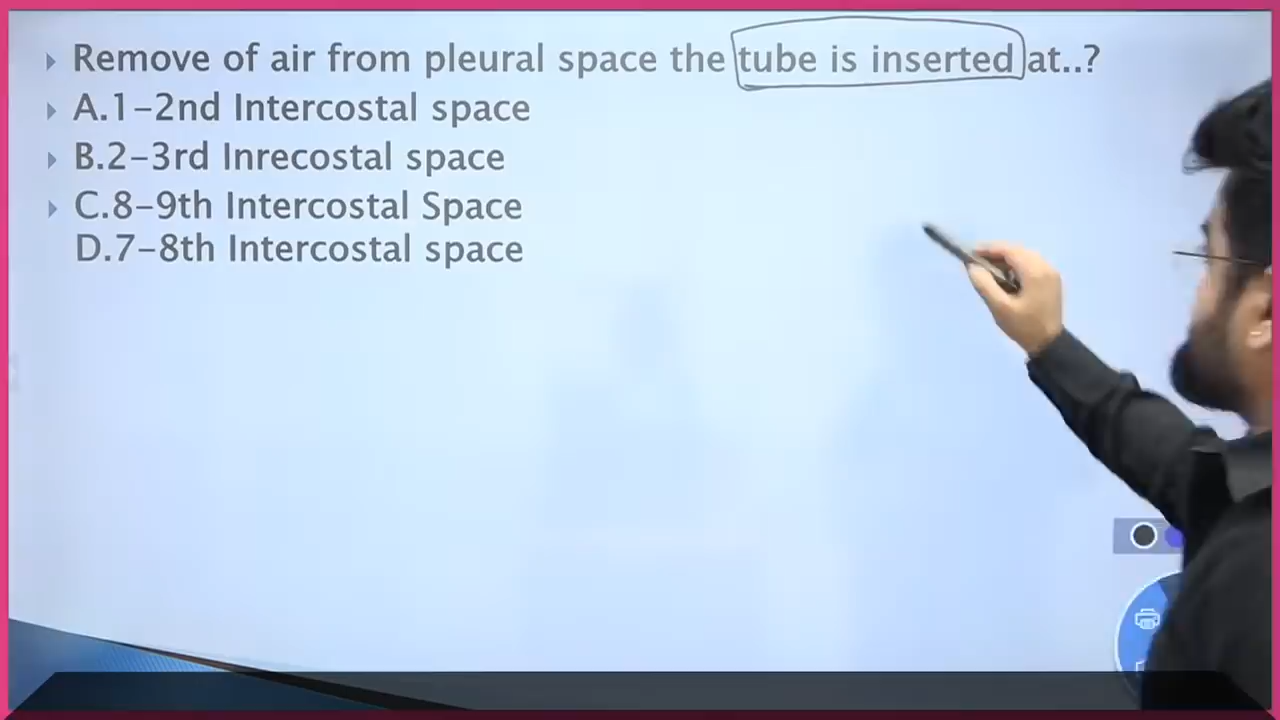 Remove of air from pleural space the tube is inserted at..?
A.1-2nd Intercostal space
B.2-3rd Inrecostal space
C.8-9th Intercostal Space
D.7-8th Intercostal space